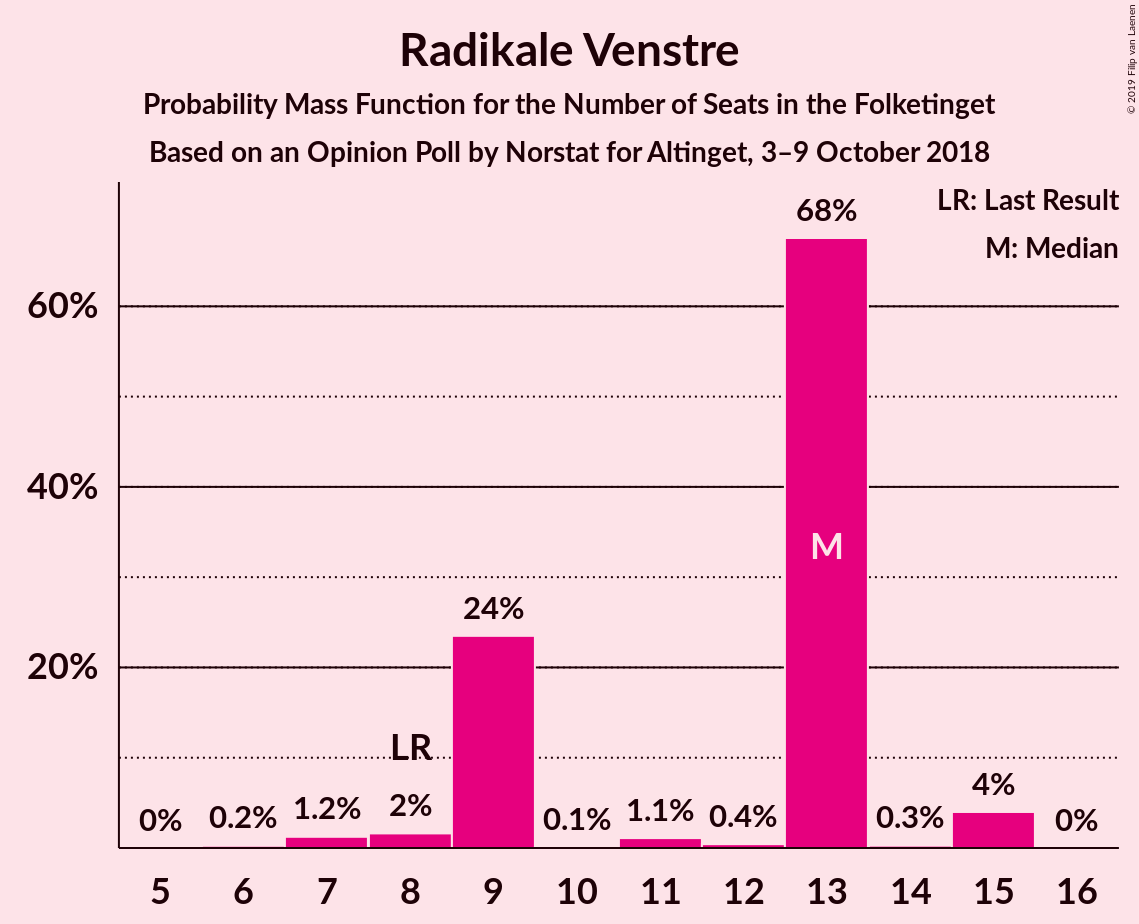 Radikale Venstre
Probability Mass Function for the Number of Seats in the Folketinget
Based on an Opinion Poll by Norstat for Altinget, 3–9 October 2018
© 2019 Filip van Laenen
LR: Last Result
M: Median
60%
40%
20%
0%
0.2%
1.2%
2%
LR
24%
0.1%
1.1%
0.4%
68%
M
0.3%
4%
0%
5 6 7 8 9 10 11 12 13 14 15 16